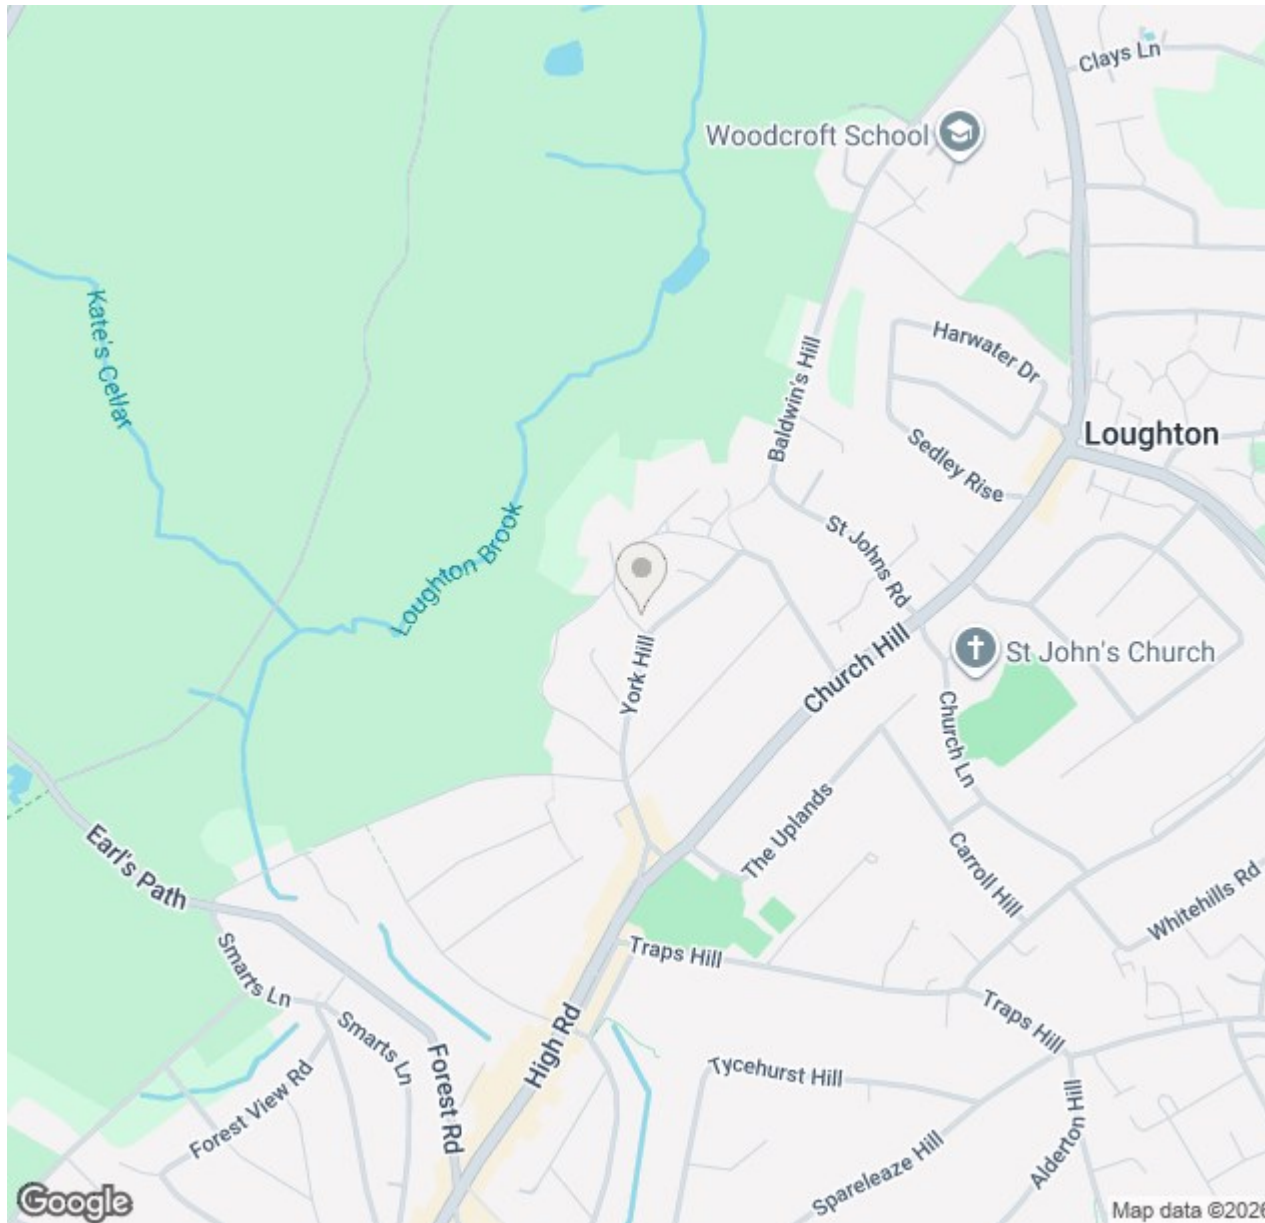 Clays Ln
Woodcroft School
Kate's Cellar
Harwater Dr
Baldwin's Hill
Loughton
Sedley Rise
Loughton Brook
St Johns Rd
York Hill
Church Hill
St John's Church
Church Ln
The Uplands
Earl's Path
Carroll Hill
Whitehills Rd
Smarts Ln
Traps Hill
Traps Hill
Smarts Ln
High Rd
Forest Rd
Forest View Rd
Tycehurst Hill
Alderton Hill
Spareleaze Hill
Google
Map data ©2026